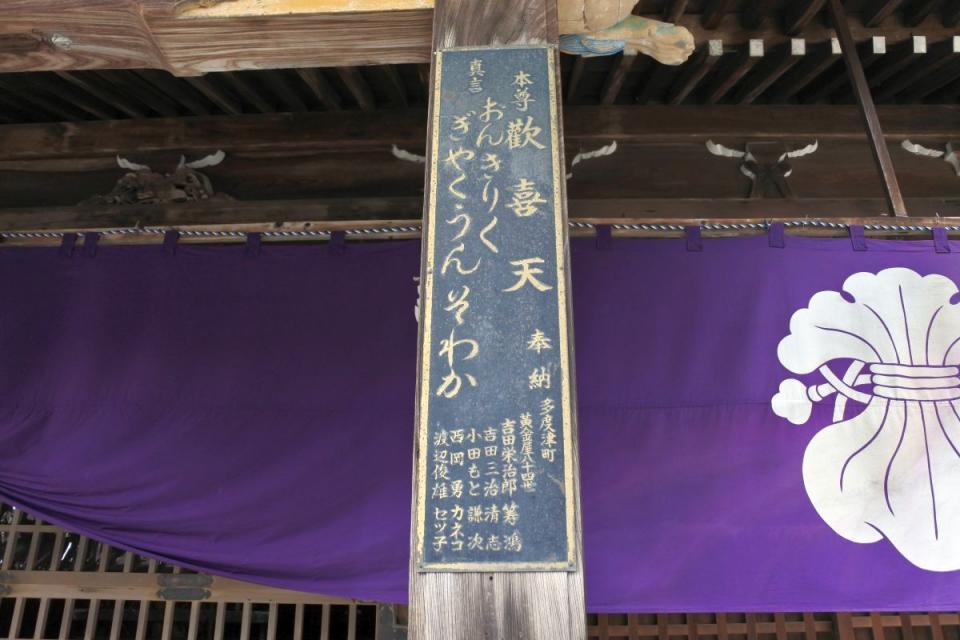 本尊 歓喜天
真言
おんきりく
ぎやくうん そわか
奉納
多度津町
黄金屋八十四世
吉田栄治郎 筹鴻
吉田三治 清志
小田もと 謙次
西岡勇 カネコ
渡辺俊雄 セツ子